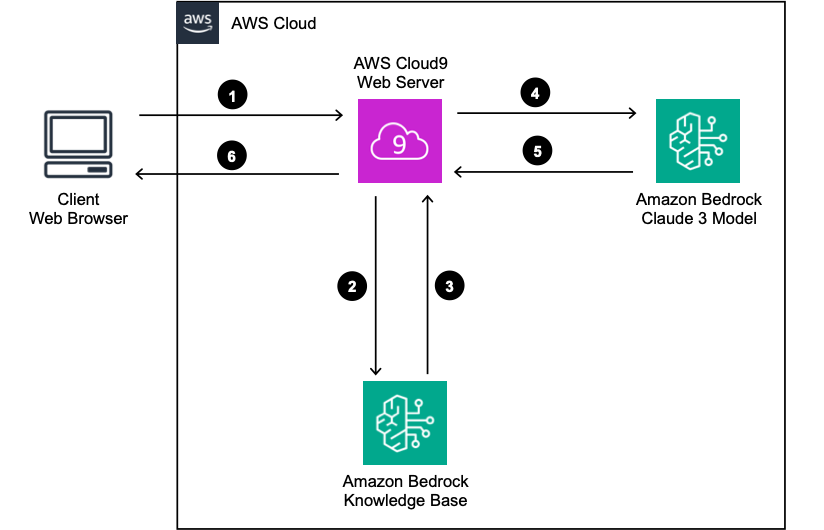 aws
AWS Cloud
AWS Cloud9
Web Server
1
4
9
6
5
Client
Web Browser
Amazon Bedrock
Claude 3 Model
2
3
Amazon Bedrock
Knowledge Base